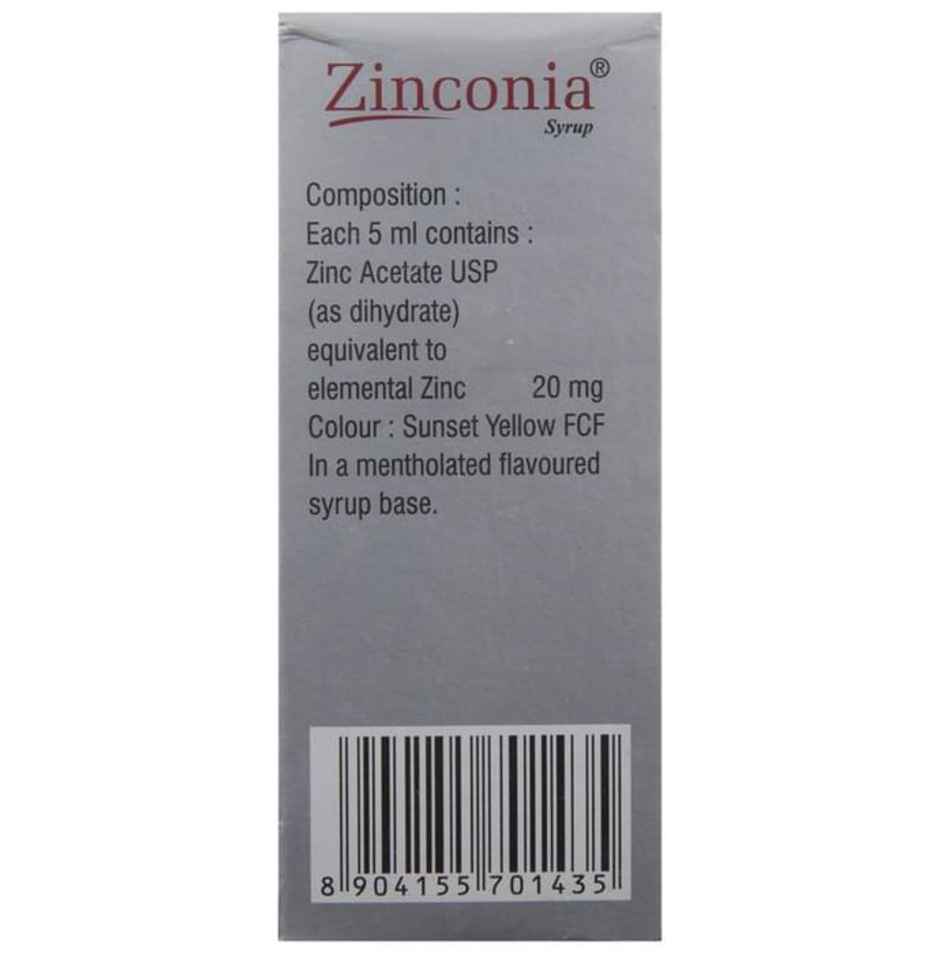 Zinconia®
Syrup
Composition :
Each 5 ml contains :
Zinc Acetate USP
(as dihydrate)
equivalent to
elemental Zinc 20 mg
Colour : Sunset Yellow FCF
In a mentholated flavoured
syrup base.
8 904155 701435